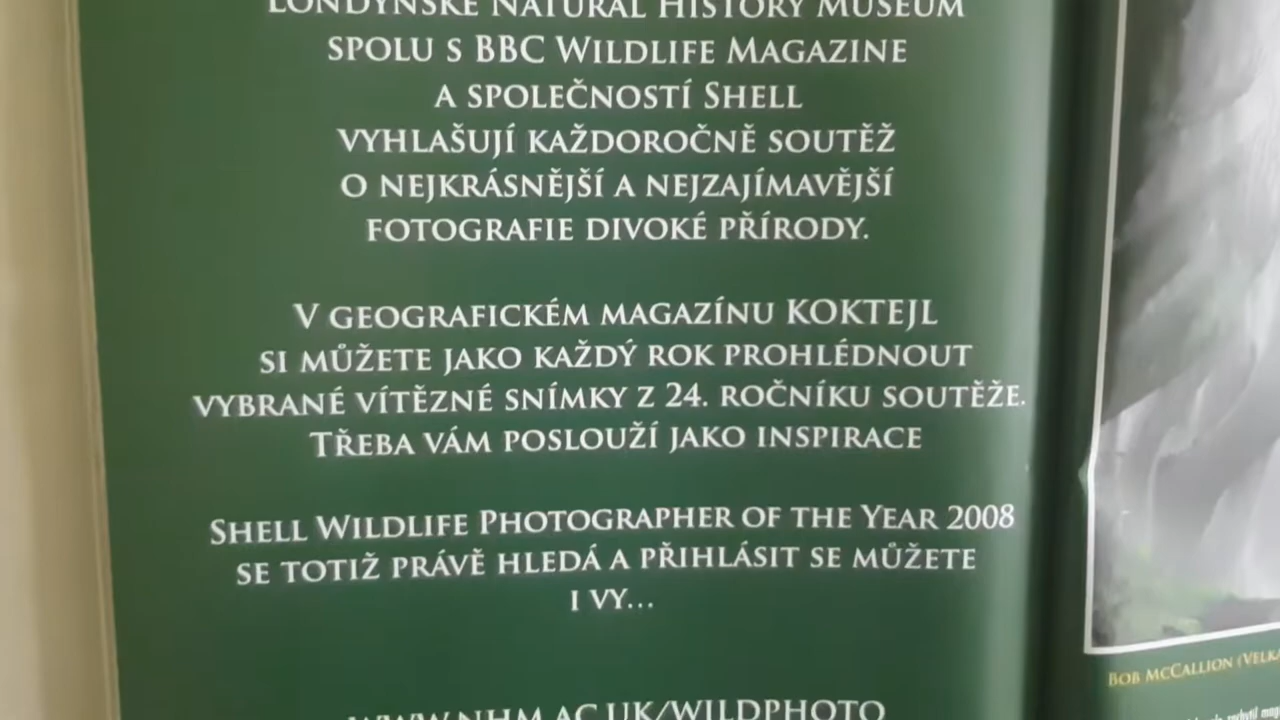 Londýnské Natural History Museum
spolu s BBC Wildlife Magazine
a společností Shell
vyhlašují každoročně soutěž
o nejkrásnější a nejzajímavější
fotografie divoké přírody.
V geografickém magazínu KOKTEJL
si můžete jako každý rok prohlédnout
vybrané vítězné snímky z 24. ročníku soutěže.
Třeba vám poslouží jako inspirace
Shell Wildlife Photographer of the Year 2008
se totiž právě hledá a přihlásit se můžete
i vy…
www.nhm.ac.uk/wildphoto
Bob McCallion (Velká